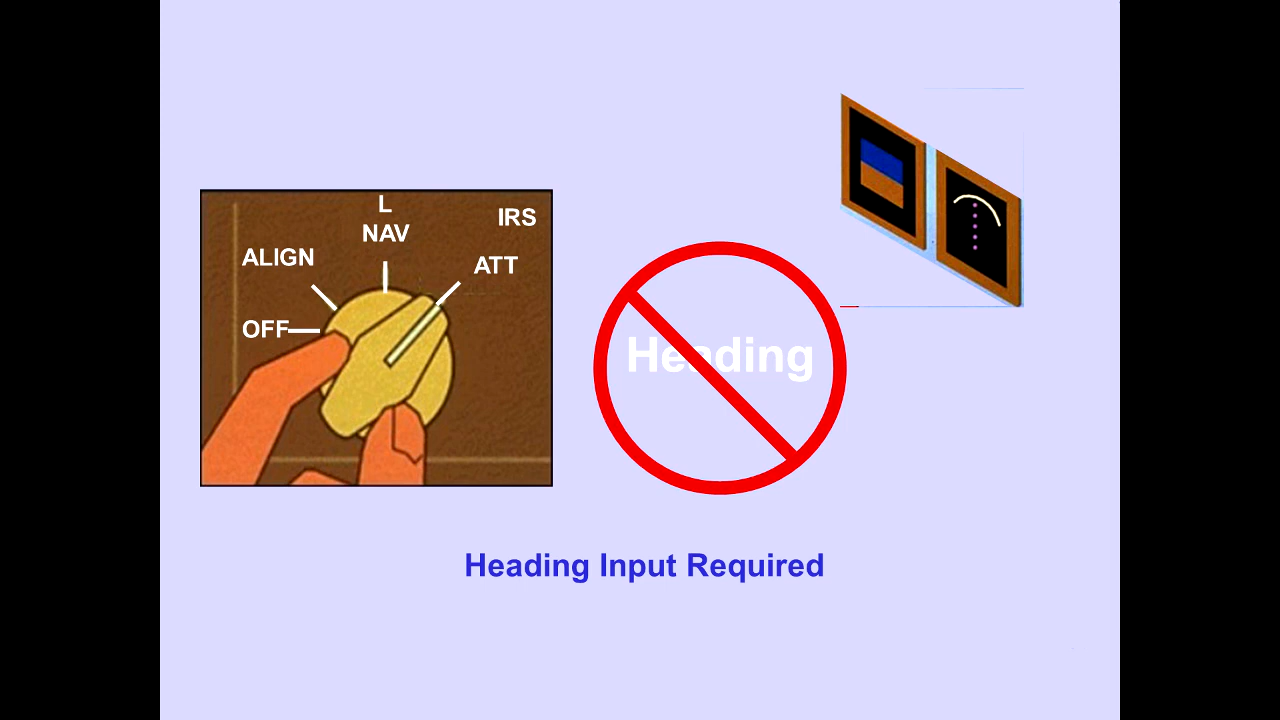 L
NAV
IRS
ALIGN
ATT
OFF
Heading
Heading Input Required